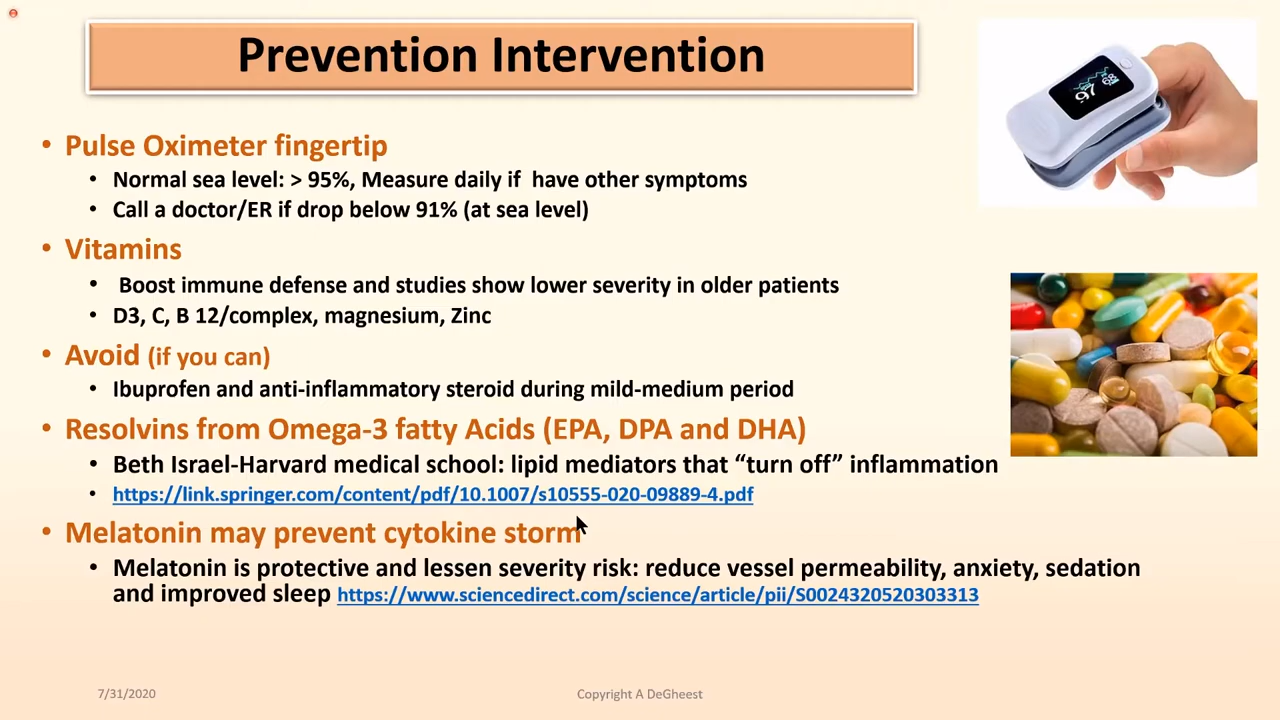 Prevention Intervention
• Pulse Oximeter fingertip
• Normal sea level: > 95%, Measure daily if have other symptoms
• Call a doctor/ER if drop below 91% (at sea level)
• Vitamins
• Boost immune defense and studies show lower severity in older patients
• D3, C, B 12/complex, magnesium, Zinc
• Avoid (if you can)
• Ibuprofen and anti-inflammatory steroid during mild-medium period
• Resolvins from Omega-3 fatty Acids (EPA, DPA and DHA)
• Beth Israel-Harvard medical school: lipid mediators that “turn off” inflammation
• https://link.springer.com/content/pdf/10.1007/s10555-020-09889-4.pdf
• Melatonin may prevent cytokine storm
• Melatonin is protective and lessen severity risk: reduce vessel permeability, anxiety, sedation
and improved sleep https://www.sciencedirect.com/science/article/pii/S0024320520303313
7/31/2020
Copyright A DeGheest